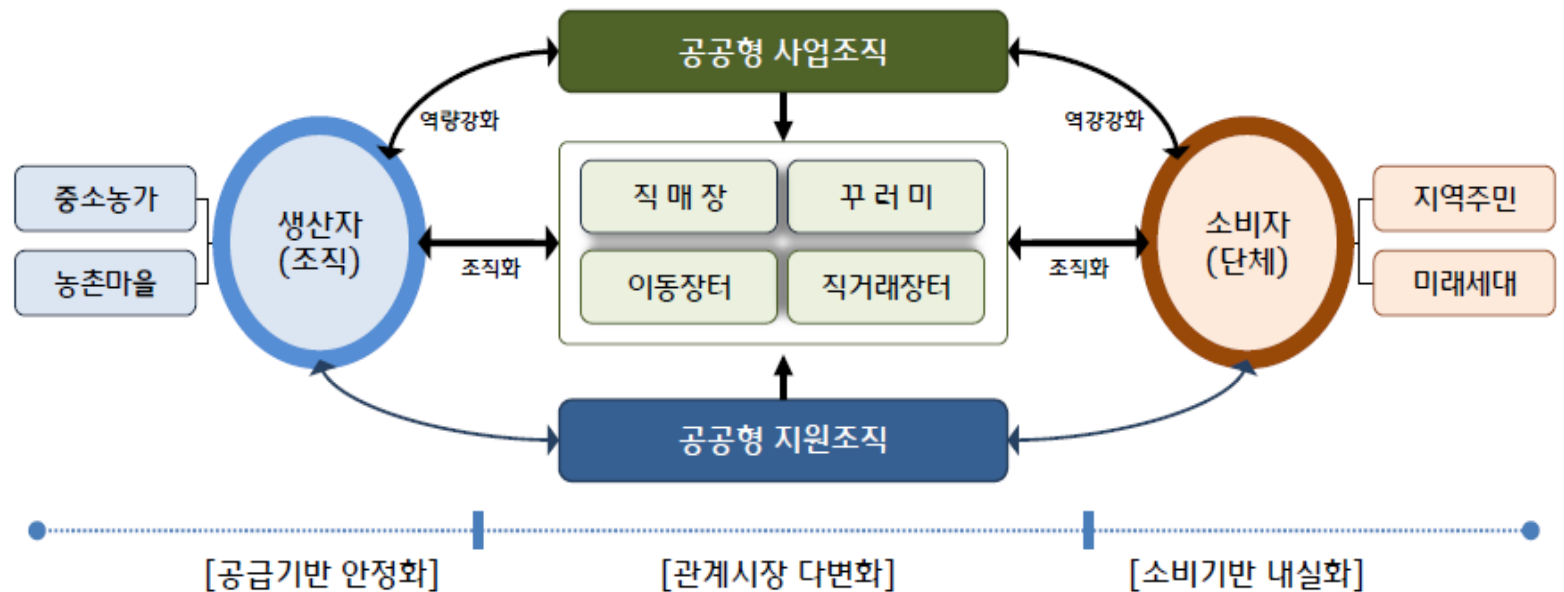 공공형 사업조직
역량강화
역걍강화
중소농가
농촌마을
생산자
(조직)
조직화
직 매 장
꾸 러 미
이동장터
직거래장터
조직화
소비자
(단체)
지역주민
미래세대
공공형 지원조직
[공급기반 안정화]
[관계시장 다변화]
[소비기반 내실화]